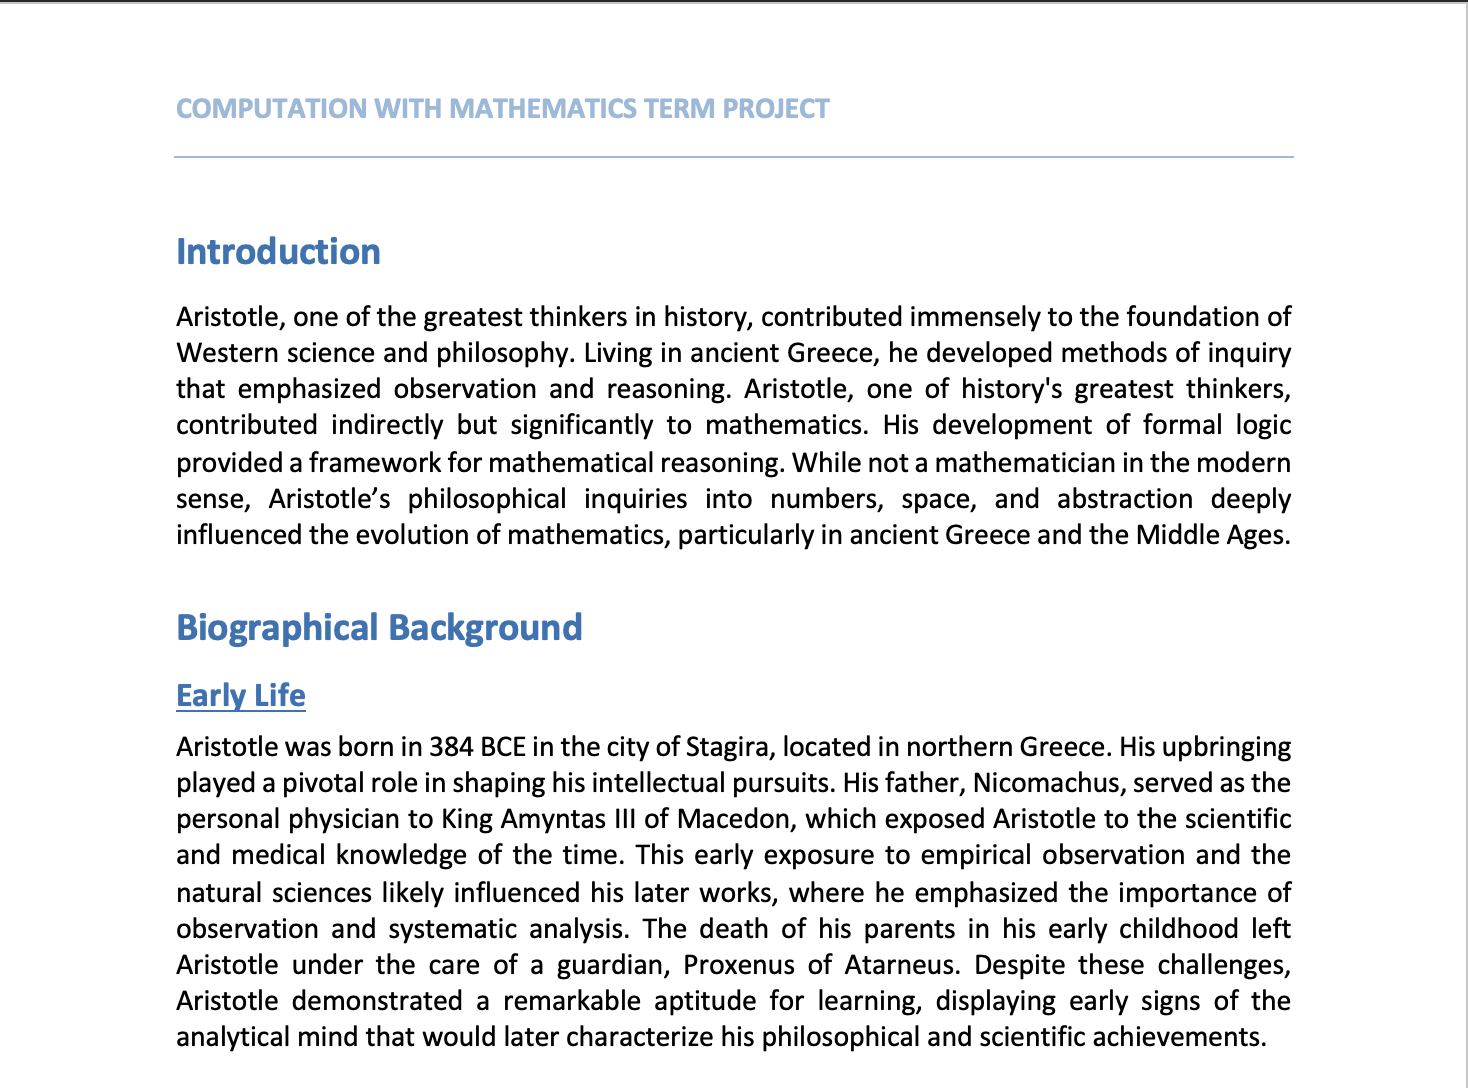 COMPUTATION WITH MATHEMATICS TERM PROJECT
Introduction
Aristotle, one of the greatest thinkers in history, contributed immensely to the foundation of
Western science and philosophy. Living in ancient Greece, he developed methods of inquiry
that emphasized observation and reasoning. Aristotle, one of history's greatest thinkers,
contributed indirectly but significantly to mathematics. His development of formal logic
provided a framework for mathematical reasoning. While not a mathematician in the modern
sense, Aristotle’s philosophical inquiries into numbers, space, and abstraction deeply
influenced the evolution of mathematics, particularly in ancient Greece and the Middle Ages.
Biographical Background
Early Life
Aristotle was born in 384 BCE in the city of Stagira, located in northern Greece. His upbringing
played a pivotal role in shaping his intellectual pursuits. His father, Nicomachus, served as the
personal physician to King Amyntas III of Macedon, which exposed Aristotle to the scientific
and medical knowledge of the time. This early exposure to empirical observation and the
natural sciences likely influenced his later works, where he emphasized the importance of
observation and systematic analysis. The death of his parents in his early childhood left
Aristotle under the care of a guardian, Proxenus of Atarneus. Despite these challenges,
Aristotle demonstrated a remarkable aptitude for learning, displaying early signs of the
analytical mind that would later characterize his philosophical and scientific achievements.